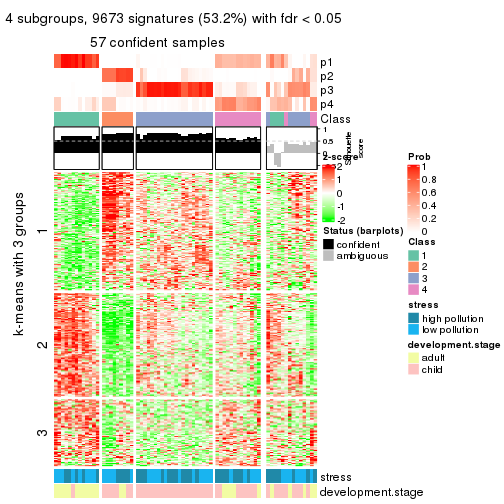 4 subgroups, 9673 signatures (53.2%) with fdr < 0.05
57 confident samples
p1
p2
p3
p4
Class
1
0.5
0
Silhouette
score
k-means with 3 groups
1
2
3
stress
development.stage
z-score
2
1
0
-1
-2
Status (barplots)
confident
ambiguous
Prob
1
0.8
0.6
0.4
0.2
0
Class
1
2
3
4
stress
high pollution
low pollution
development.stage
adult
child